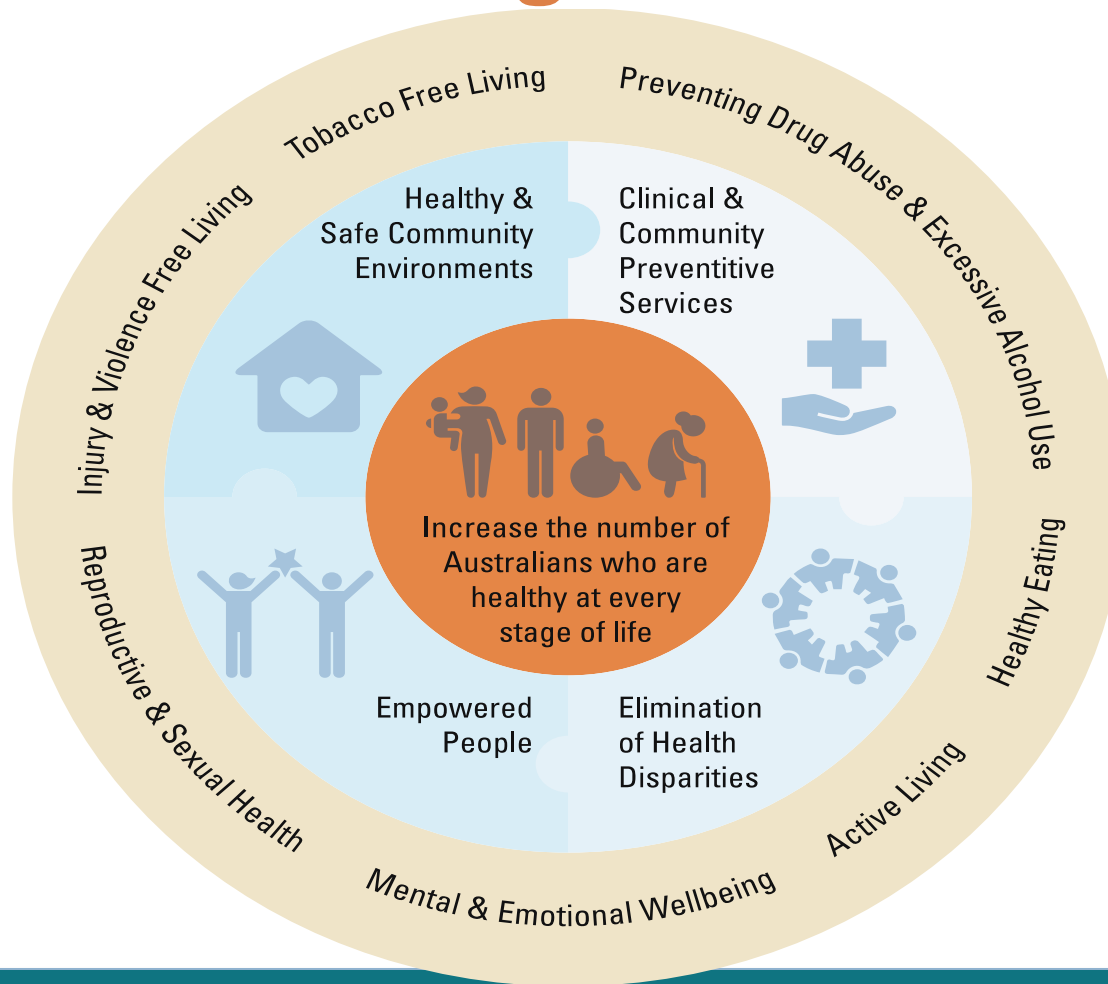 Tobacco Free Living
Preventing Drug Abuse & Excessive Alcohol Use
Healthy Eating
Active Living
Mental & Emotional Wellbeing
Reproductive & Sexual Health
Injury & Violence Free Living
Healthy &
Safe Community
Environments
Clinical &
Community
Preventitive
Services
Increase the number of
Australians who are
healthy at every
stage of life
Empowered
People
Elimination
of Health
Disparities